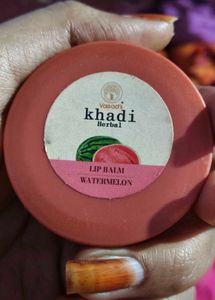 Vasadi
khadi
Herbal
LIP BALM
WATERMELON